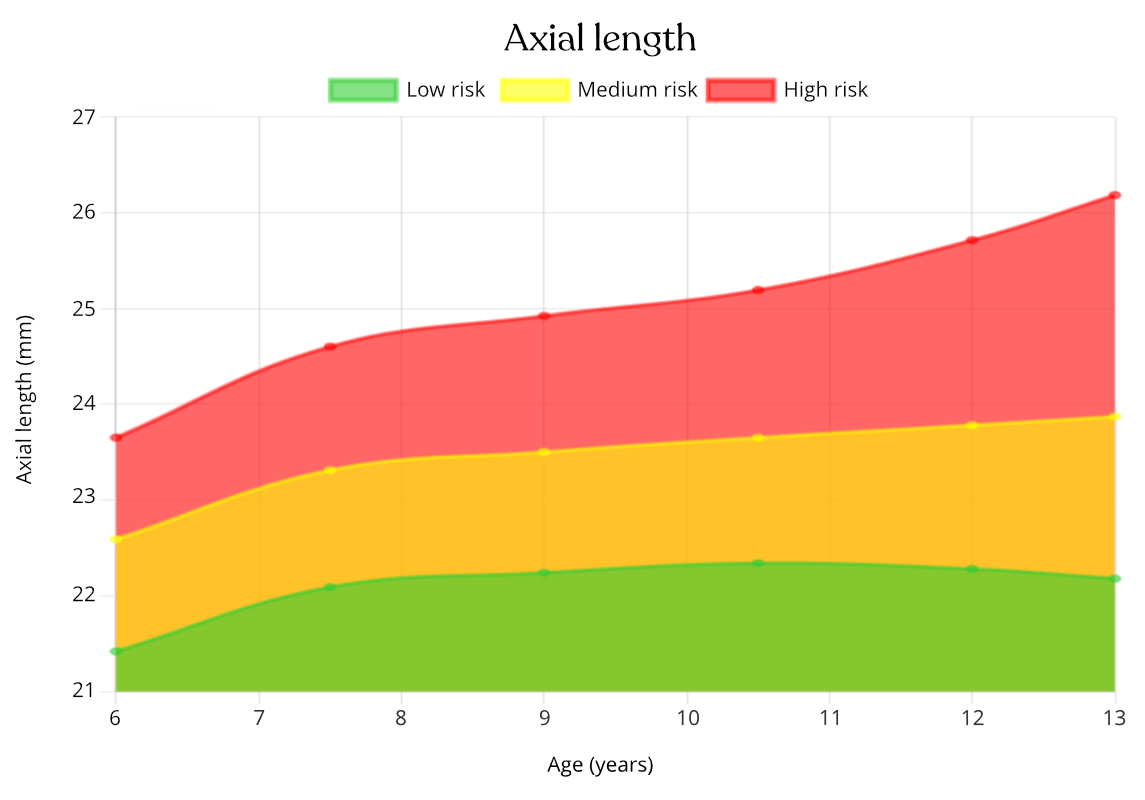 Axial length
Low risk Medium risk High risk
27
26
25
24
23
22
21
Axial length (mm)
6 7 8 9 10 11 12 13
Age (years)